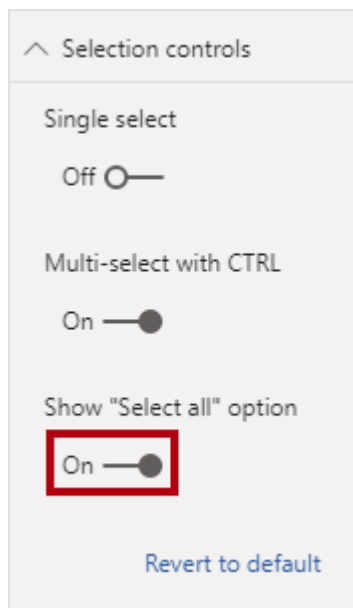 Selection controls
Single select
Off
Multi-select with CTRL
On
Show "Select all" option
On
Revert to default